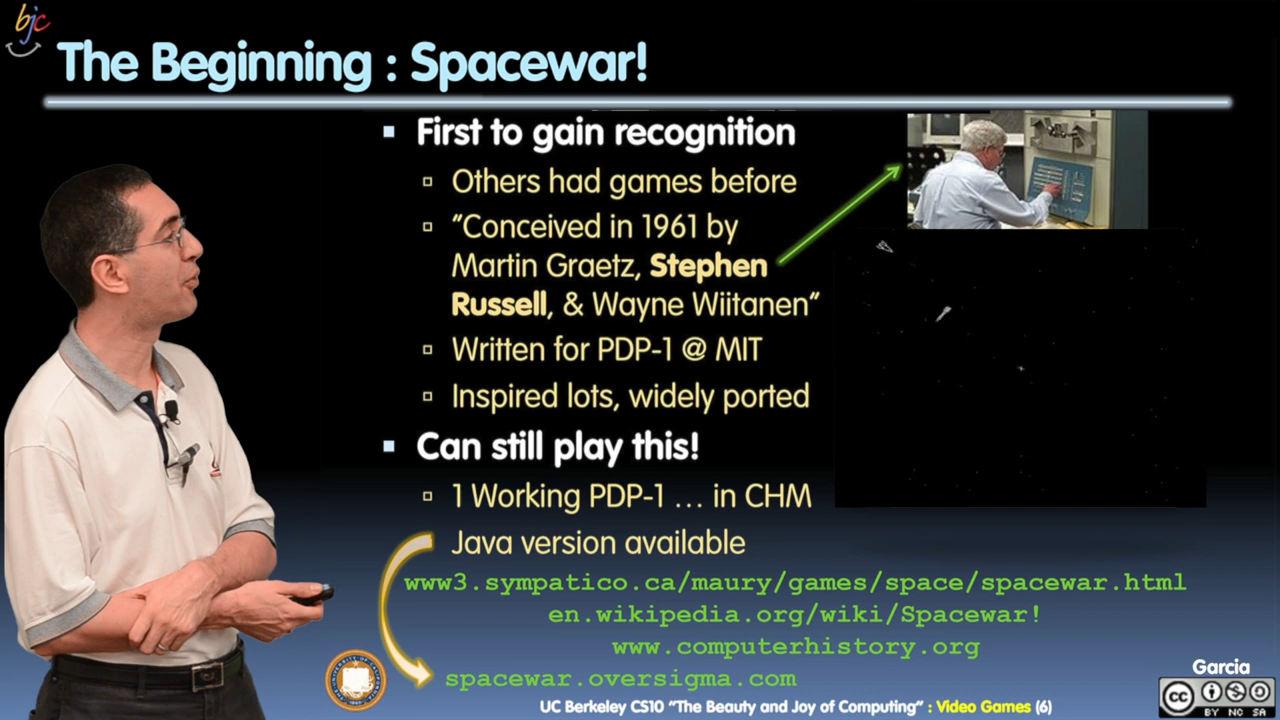 bjc
The Beginning : Spacewar!
▪ First to gain recognition
▫ Others had games before
▫ “Conceived in 1961 by
Martin Graetz, Stephen
Russell, & Wayne Wiitanen”
▫ Written for PDP-1 @ MIT
▫ Inspired lots, widely ported
▪ Can still play this!
▫ 1 Working PDP-1 … in CHM
Java version available
www3.sympatico.ca/maury/games/space/spacewar.html
en.wikipedia.org/wiki/Spacewar!
www.computerhistory.org
spacewar.oversigma.com
Garcia
UC Berkeley CS10 “The Beauty and Joy of Computing” : Video Games (6)
cc
BY NC SA